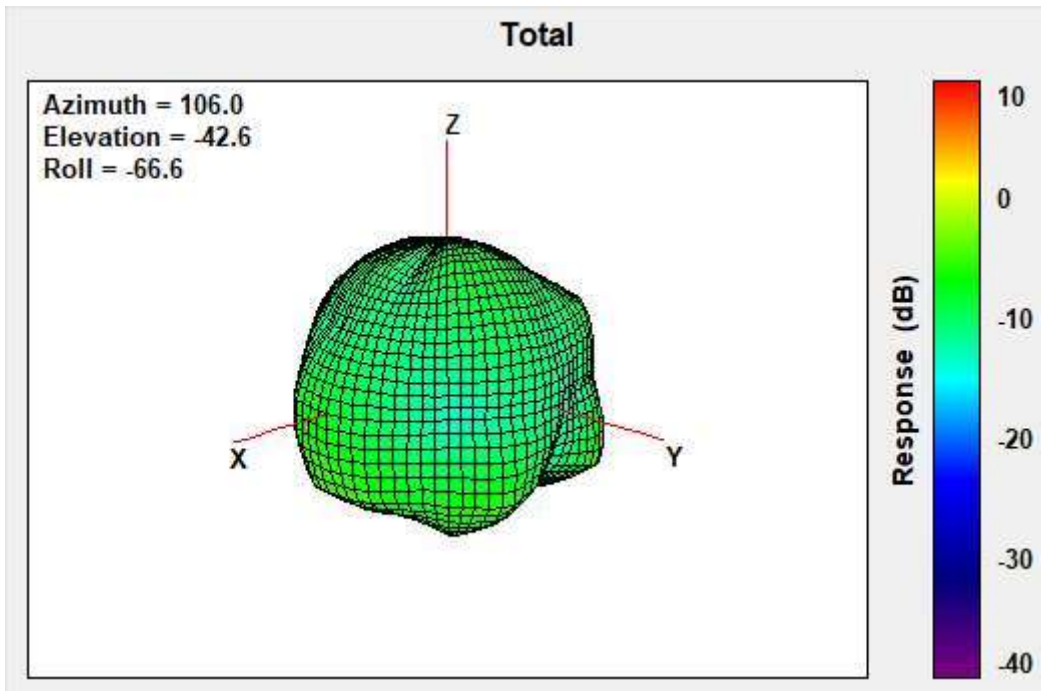 Total
Azimuth = 106.0
Elevation = -42.6
Roll = -66.6
Z
X
Y
10
0
-10
-20
-30
-40
Response (dB)